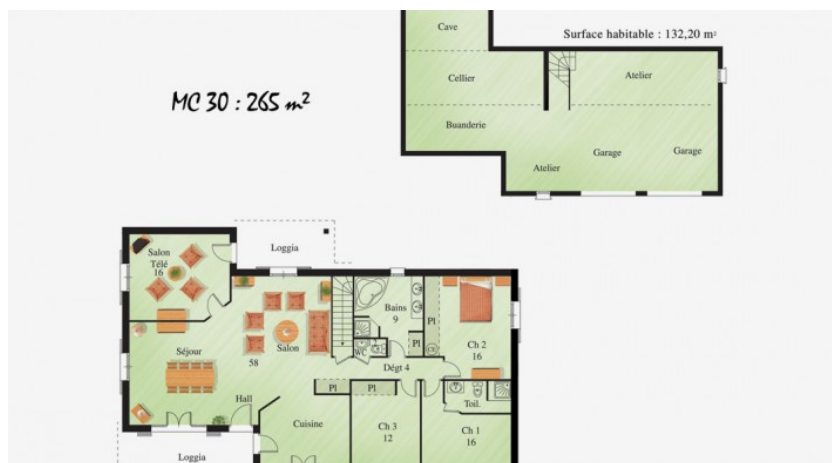 Cave
Surface habitable : 132,20 m²
Cellier
Atelier
MC 30 : 265 m²
Buanderie
Garage
Garage
Atelier
Salon
Télé
16
Loggia
Bains
9
Pl
Ch 2
16
Séjour
58
Salon
WC
Pl
Dégt 4
Pl
Pl
Toil.
Hall
Cuisine
Ch 3
12
Ch 1
16
Loggia